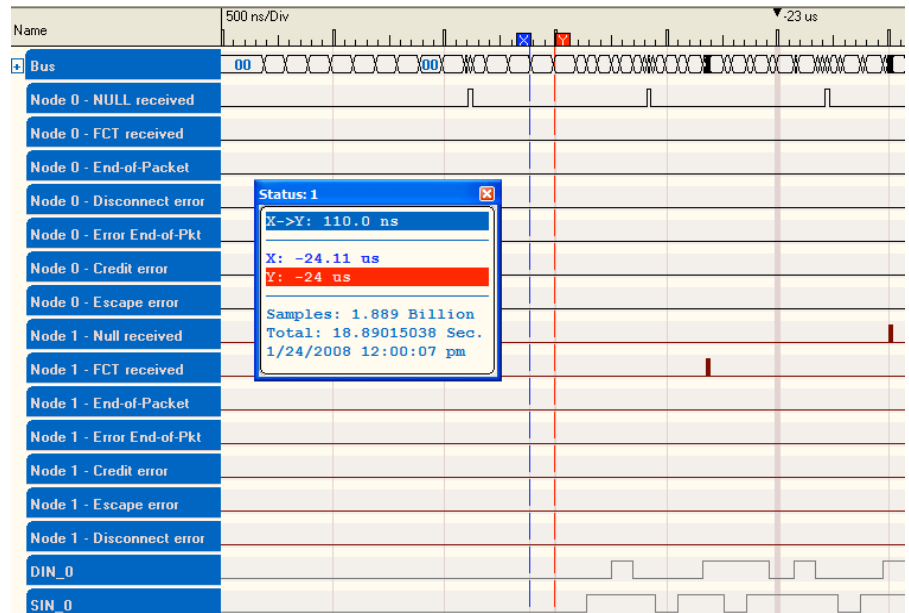 500 ns/Div
-23 us
Name
X
Y
Bus
00
00
Node 0 - NULL received
Node 0 - FCT received
Node 0 - End-of-Packet
Node 0 - Disconnect error
Node 0 - Error End-of-Pkt
Node 0 - Credit error
Node 0 - Escape error
Node 1 - Null received
Node 1 - FCT received
Node 1 - End-of-Packet
Node 1 - Error End-of-Pkt
Node 1 - Credit error
Node 1 - Escape error
Node 1 - Disconnect error
DIN_0
SIN_0
Status: 1
X->Y: 110.0 ns
X: -24.11 us
Y: -24 us
Samples: 1.889 Billion
Total: 18.89015038 Sec.
1/24/2008 12:00:07 pm